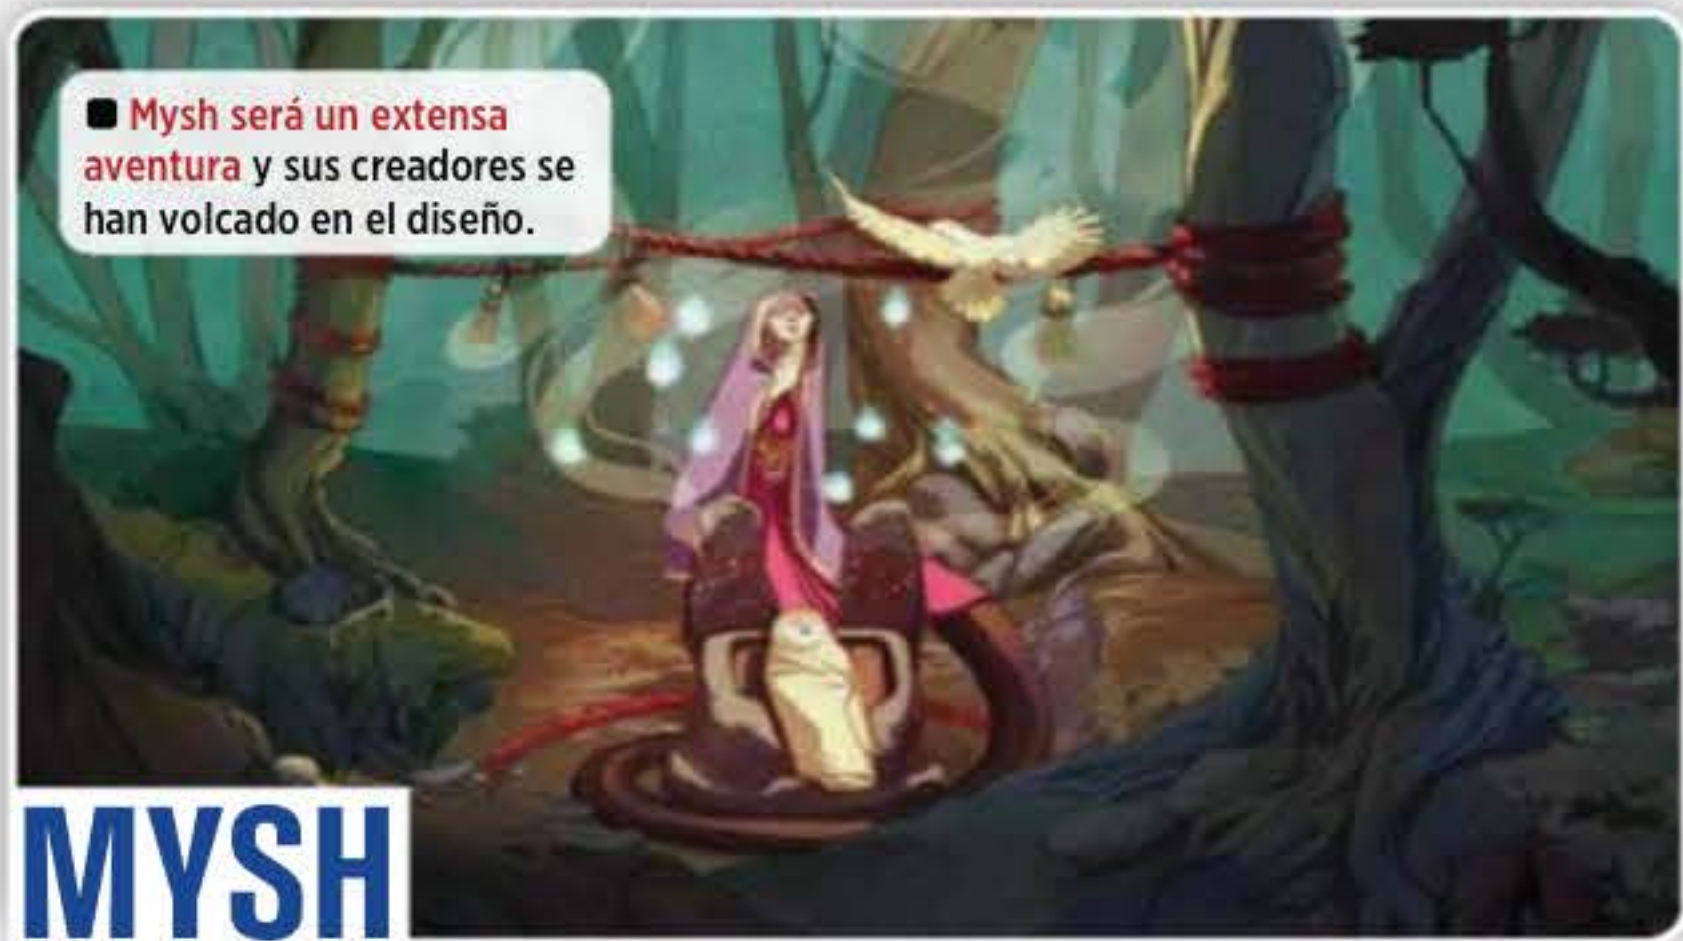 ■ Mysh será un extensa
aventura y sus creadores se
han volcado en el diseño.
MYSH